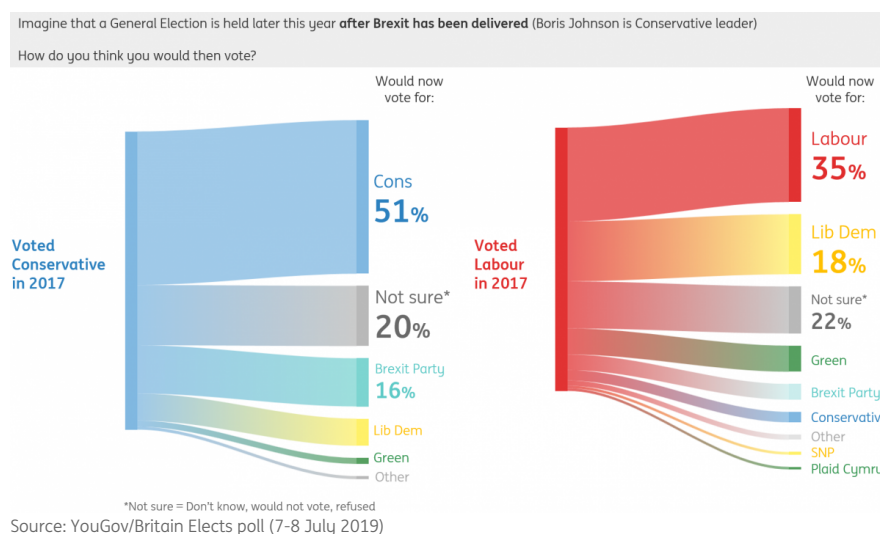 Imagine that a General Election is held later this year after Brexit has been delivered (Boris Johnson is Conservative leader)
How do you think you would then vote?
Would now
vote for:
Cons
51%
Voted
Conservative
in 2017
Not sure*
20%
Brexit Party
16%
Lib Dem
Green
Other
Would now
vote for:
Labour
35%
Voted
Labour
in 2017
Lib Dem
18%
Not sure*
22%
Green
Brexit Party
Conservativ
Other
SNP
Plaid Cymru
*Not sure = Don't know, would not vote, refused
Source: YouGov/Britain Elects poll (7-8 July 2019)